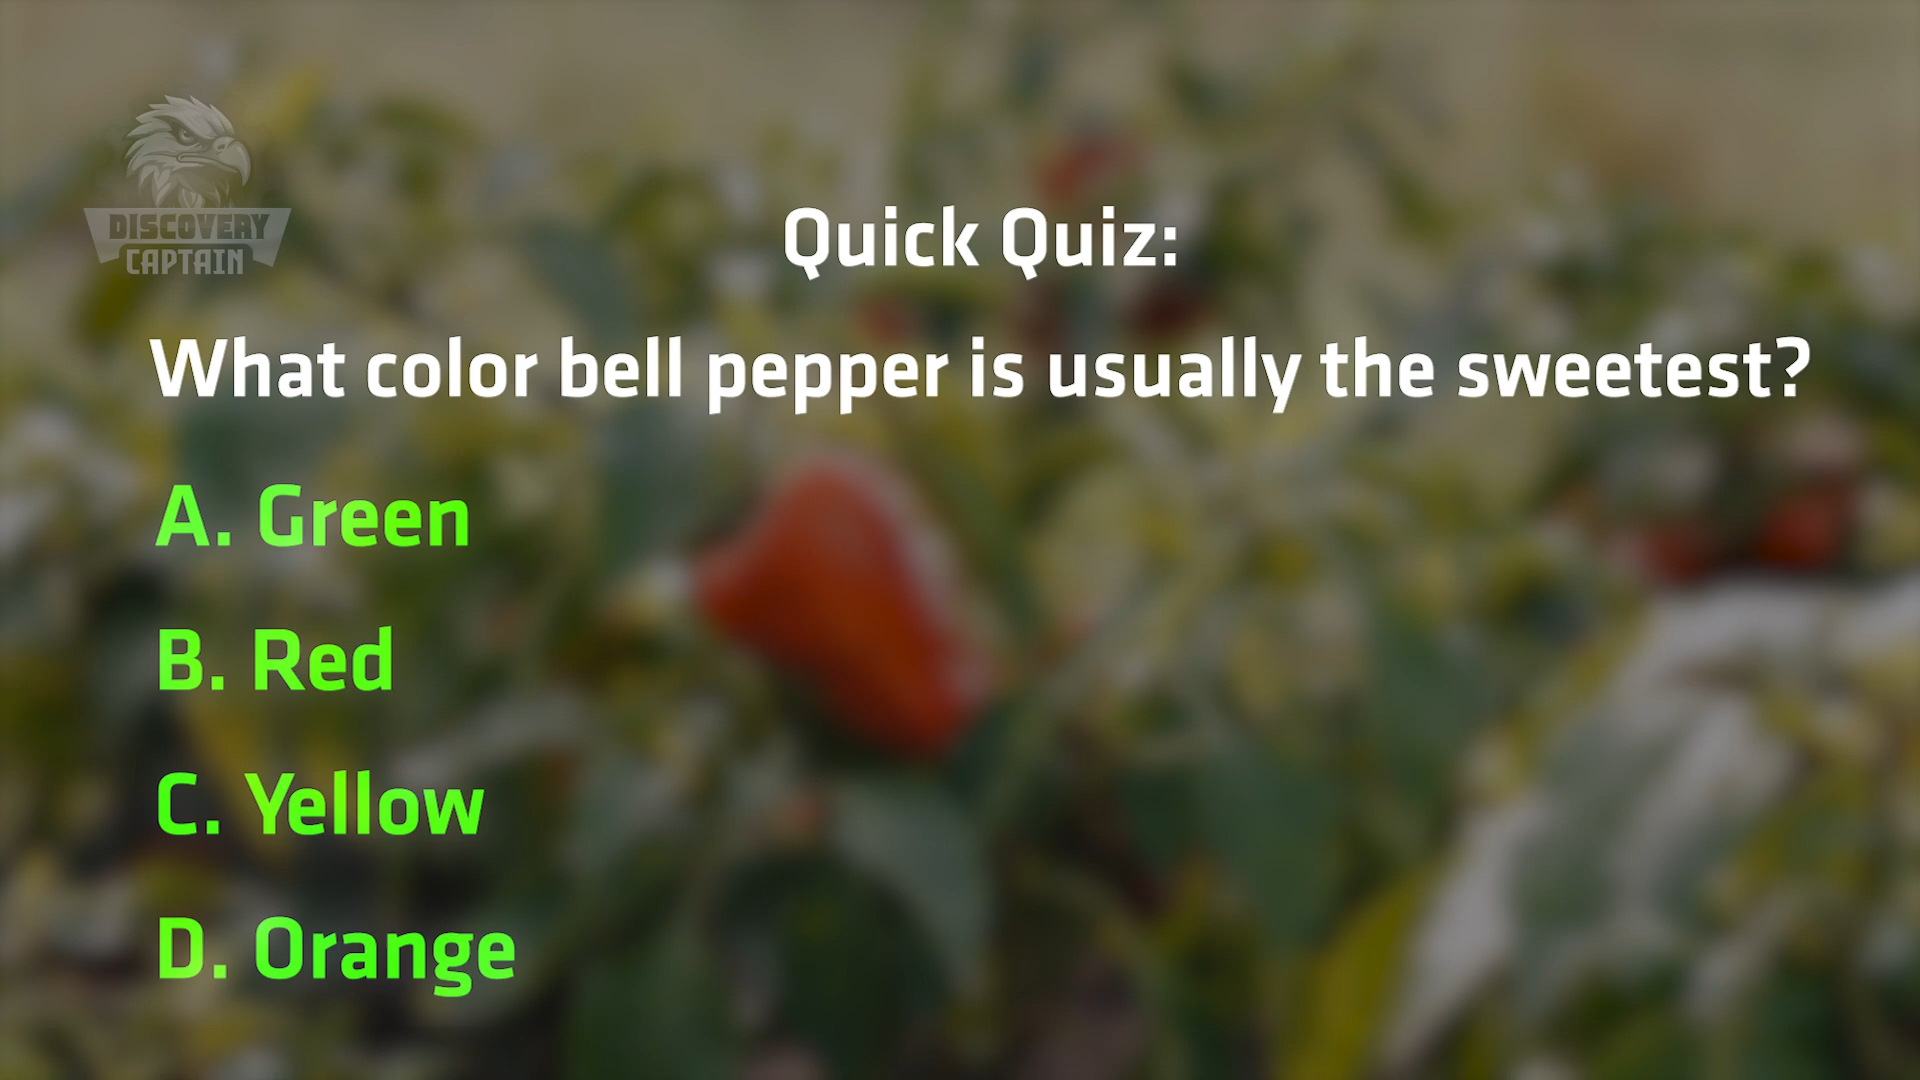 DISCOVERY
CAPTAIN
Quick Quiz:
What color bell pepper is usually the sweetest?
A. Green
B. Red
C. Yellow
D. Orange